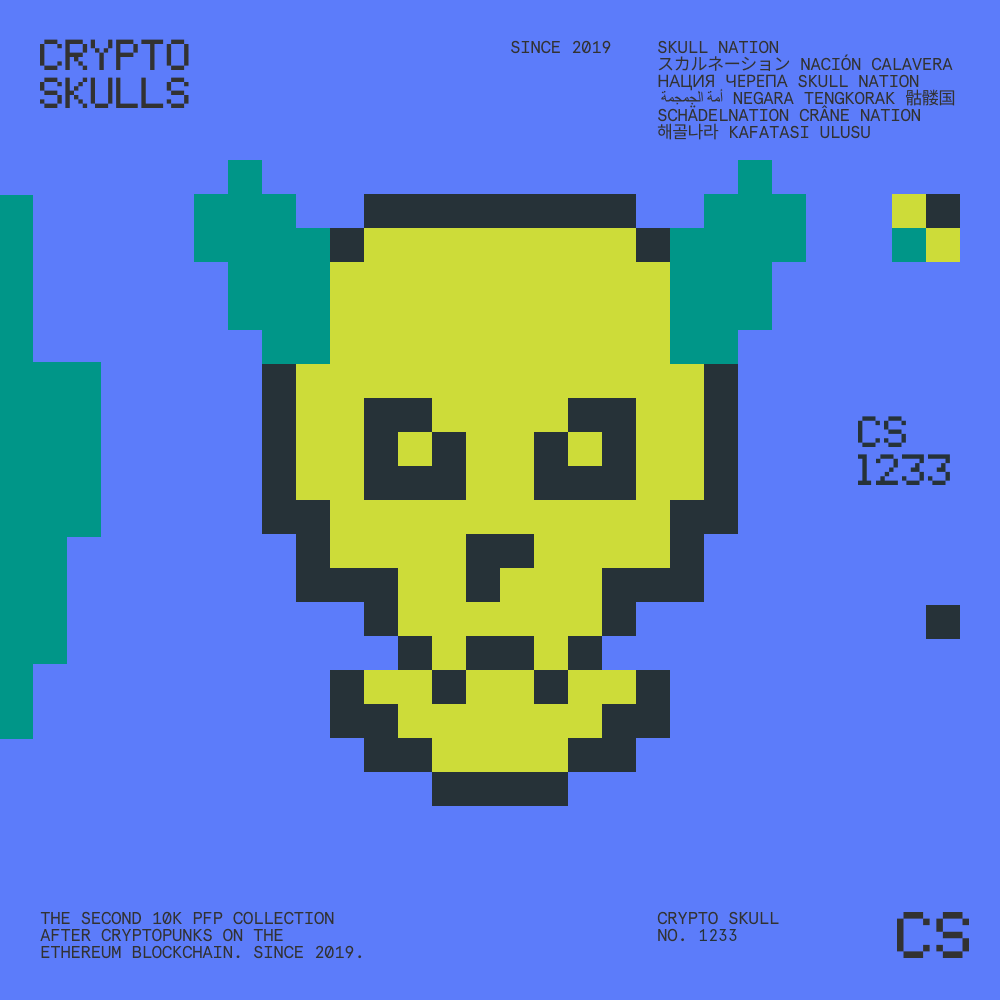 CRYPTO
SKULLS
SINCE 2019
SKULL NATION
スカルネーション NACIÓN CALAVERA
НАЦИЯ ЧЕРЕПА SKULL NATION
أمة الجمجمة NEGARA TENGKORAK 骷髅国
SCHÄDELNATION CRÂNE NATION
해골나라 KAFATASI ULUSU
CS
1233
THE SECOND 10K PFP COLLECTION
AFTER CRYPTOPUNKS ON THE
ETHEREUM BLOCKCHAIN. SINCE 2019.
CRYPTO SKULL
NO. 1233
CS